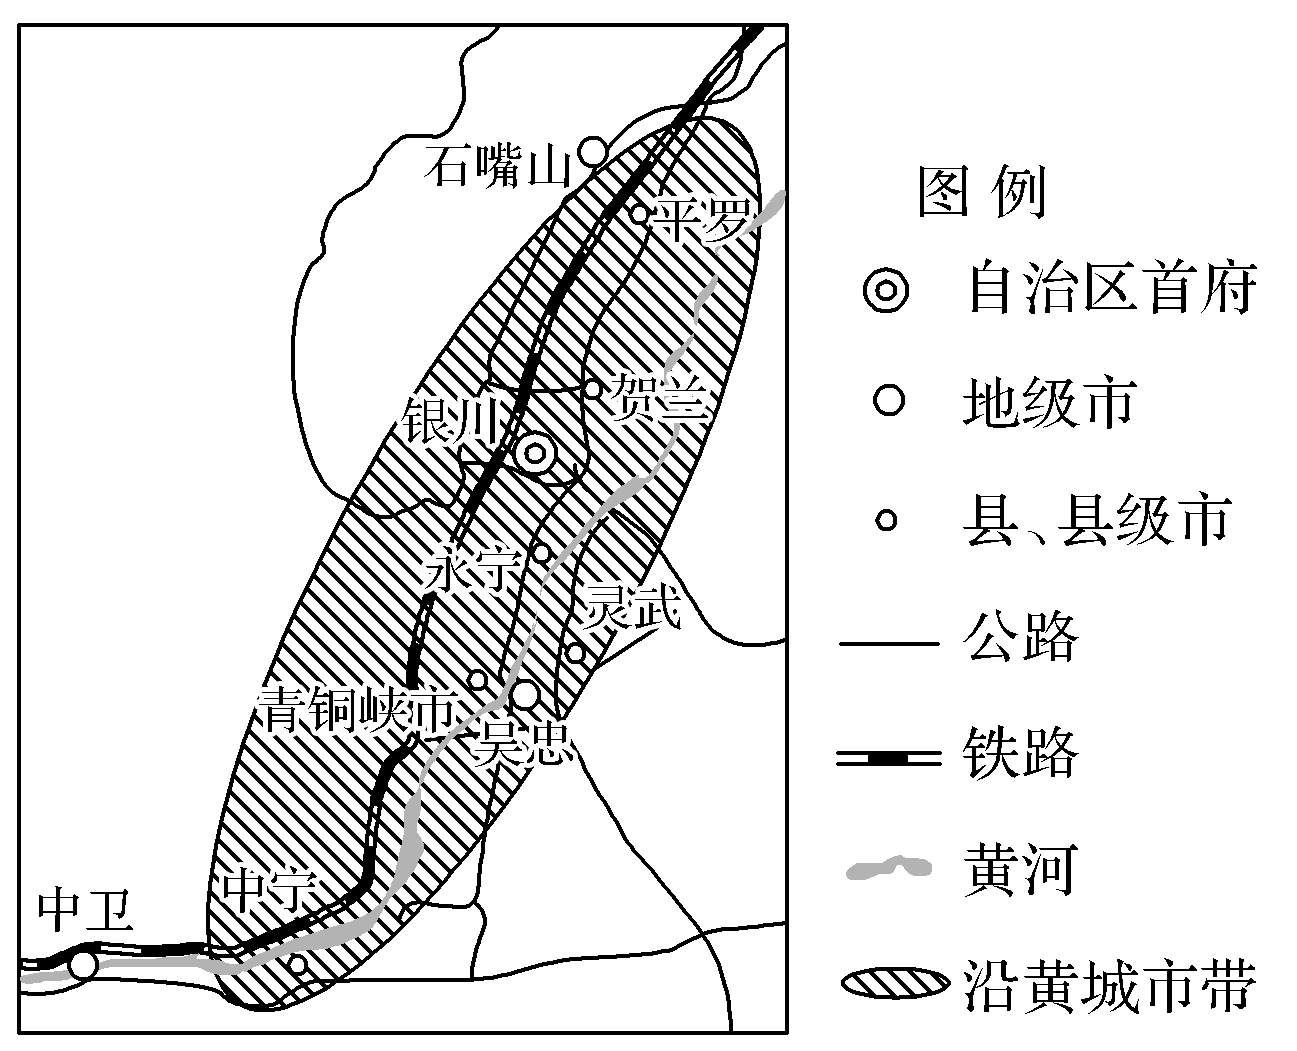 石嘴山
平罗
贺兰
银川
永宁
灵武
青铜峡市
吴忠
中宁
中卫
图例
自治区首府
地级市
县、县级市
公路
铁路
黄河
沿黄城市带